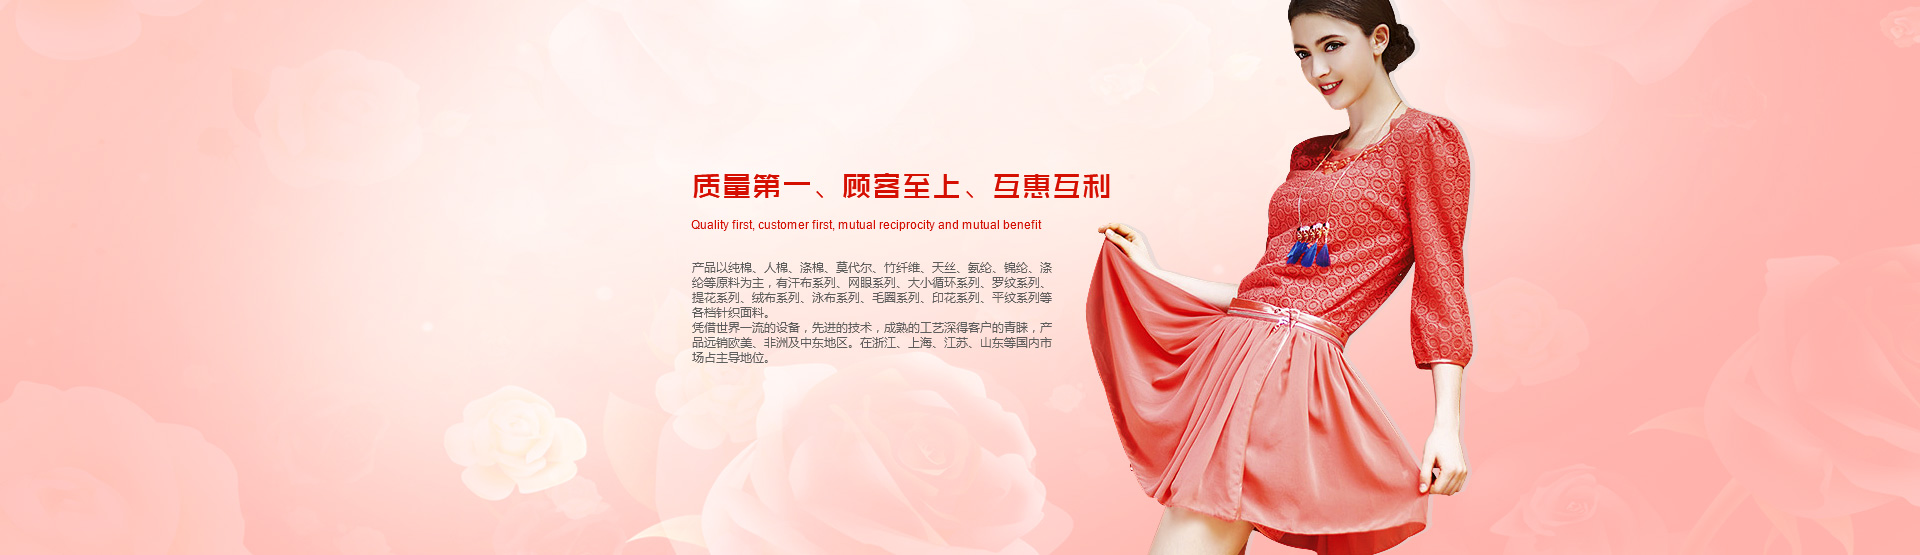 质量第一、顾客至上、互惠互利
Quality first, customer first, mutual reciprocity and mutual benefit
产品以纯棉、人棉、涤棉、莫代尔、竹纤维、天丝、氨纶、锦纶、涤
纶等原料为主，有汗布系列、网眼系列、大小循环系列、罗纹系列、
提花系列、绒布系列、泳布系列、毛圈系列、印花系列、平纹系列等
各档针织面料。
凭借世界一流的设备，先进的技术，成熟的工艺深得客户的青睐，产
品远销欧美、非洲及中东地区。在浙江、上海、江苏、山东等国内市
场占主导地位。